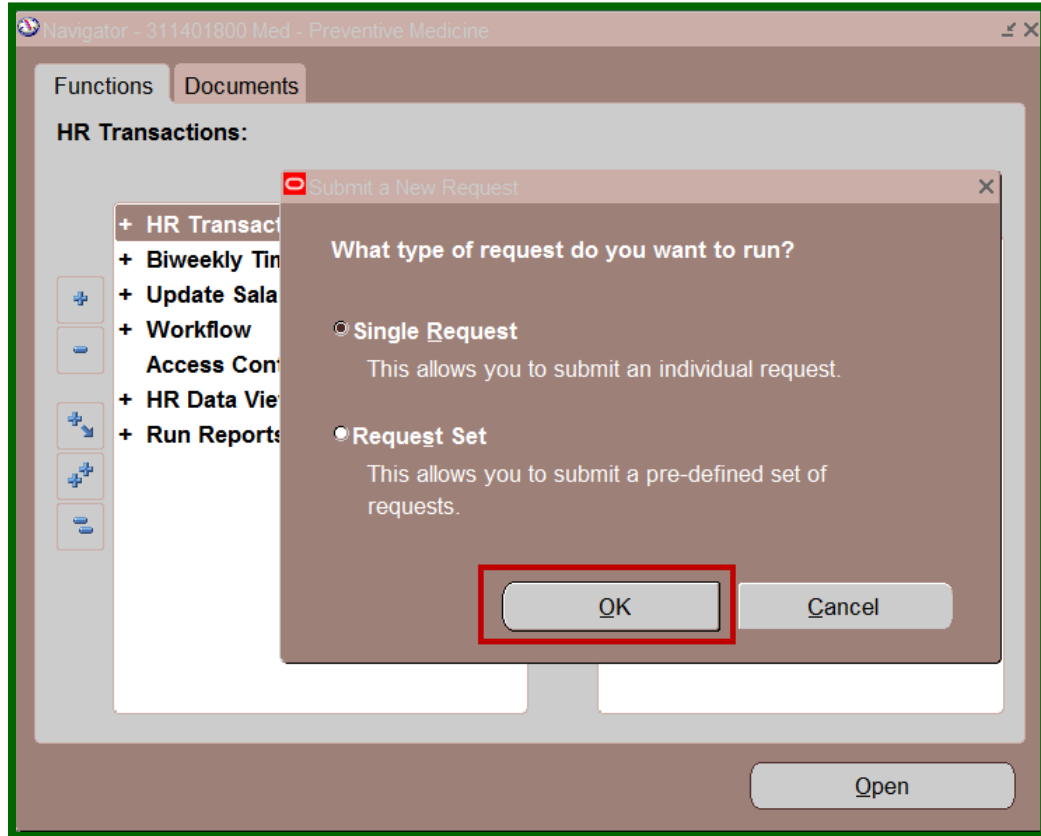 Navigator - 311401800 Med - Preventive Medicine
Functions Documents
HR Transactions:
Submit a New Request
+ HR Transact
+ Biweekly Tim
+ Update Sala
+ Workflow
Access Con
+ HR Data Vie
+ Run Reports
What type of request do you want to run?
Single Request
This allows you to submit an individual request.
Request Set
This allows you to submit a pre-defined set of
requests.
OK Cancel
Open